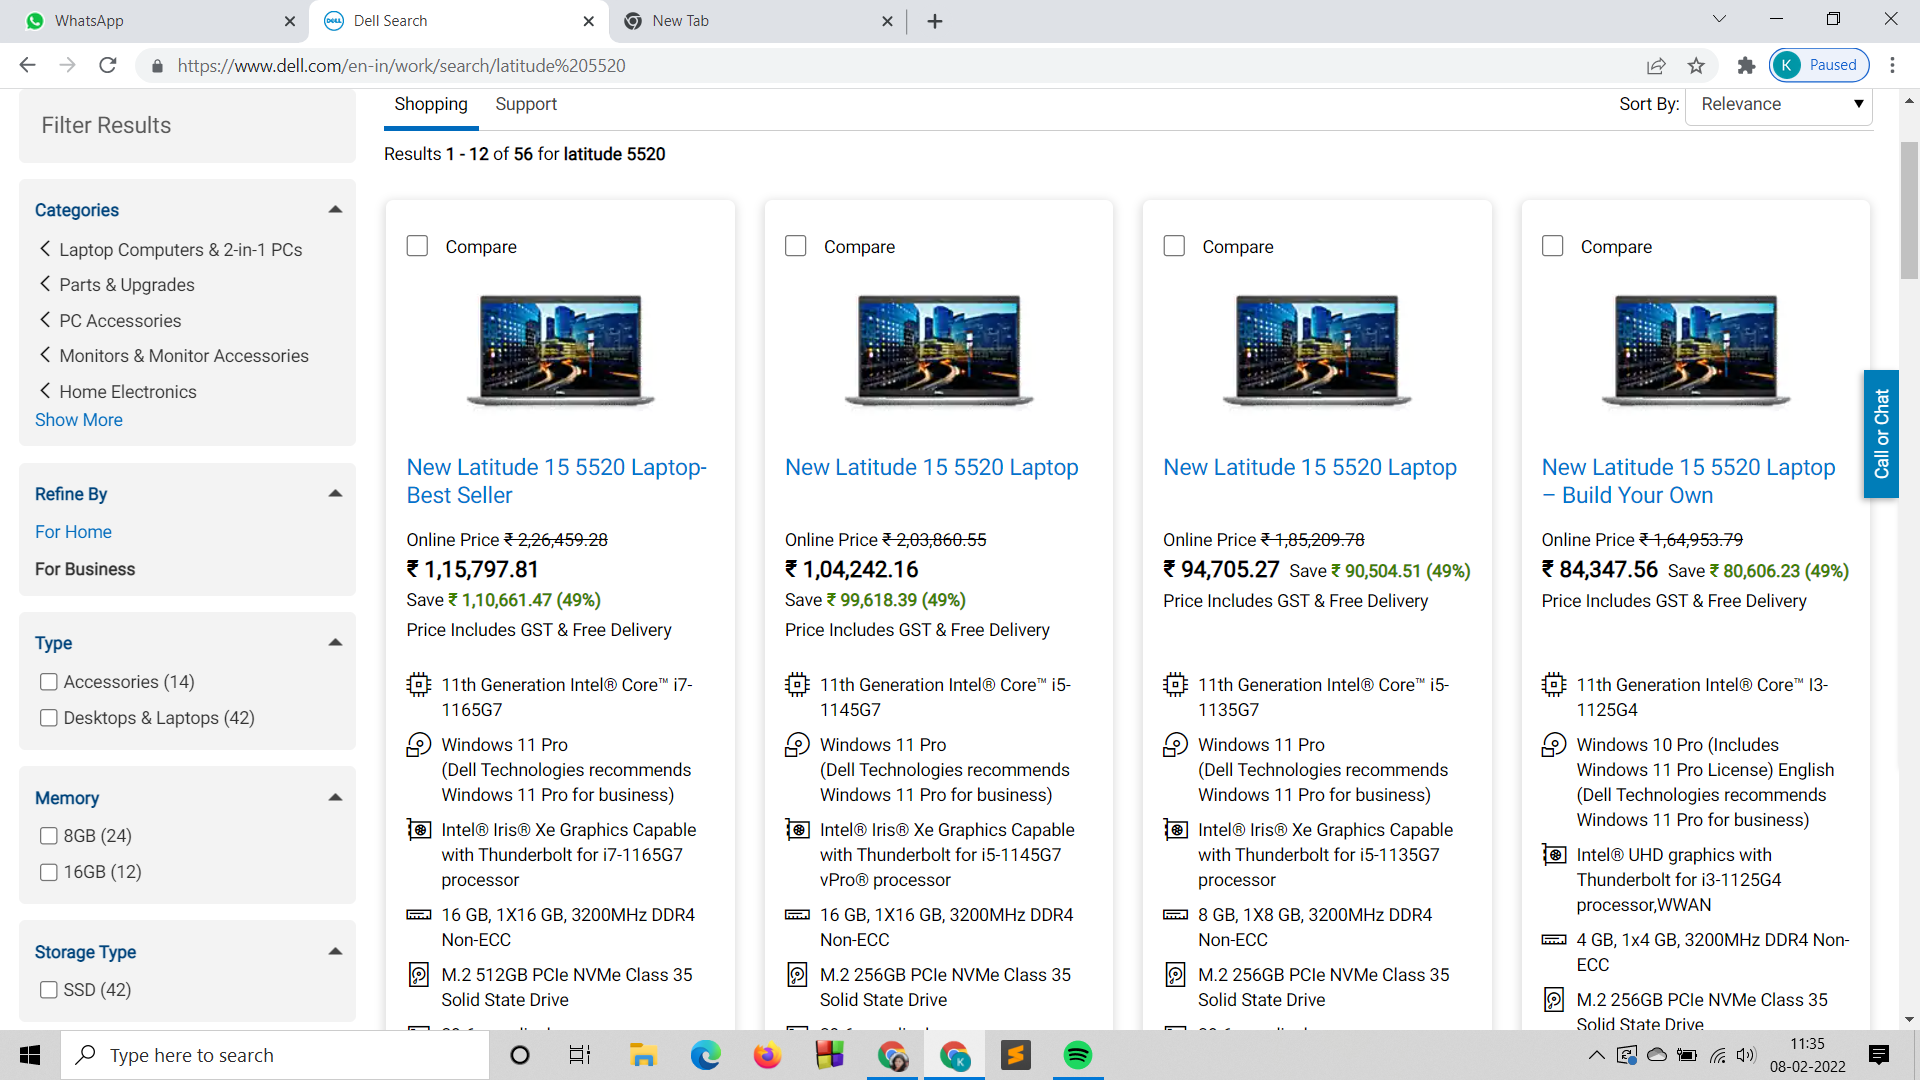 WhatsApp
Dell Search
New Tab
https://www.dell.com/en-in/work/search/latitude%205520
K Paused
Shopping Support
Sort By: Relevance
Filter Results
Results 1 - 12 of 56 for latitude 5520
Categories
Laptop Computers & 2-in-1 PCs
Parts & Upgrades
PC Accessories
Monitors & Monitor Accessories
Home Electronics
Show More
Refine By
For Home
For Business
Type
Accessories (14)
Desktops & Laptops (42)
Memory
8GB (24)
16GB (12)
Storage Type
SSD (42)
Compare
New Latitude 15 5520 Laptop-
Best Seller
Online Price ₹ 2,26,459.28
₹ 1,15,797.81
Save ₹ 1,10,661.47 (49%)
Price Includes GST & Free Delivery
11th Generation Intel® Core™ i7-
1165G7
Windows 11 Pro
(Dell Technologies recommends
Windows 11 Pro for business)
Intel® Iris® Xe Graphics Capable
with Thunderbolt for i7-1165G7
processor
16 GB, 1X16 GB, 3200MHz DDR4
Non-ECC
M.2 512GB PCIe NVMe Class 35
Solid State Drive
Compare
New Latitude 15 5520 Laptop
Online Price ₹ 2,03,860.55
₹ 1,04,242.16
Save ₹ 99,618.39 (49%)
Price Includes GST & Free Delivery
11th Generation Intel® Core™ i5-
1145G7
Windows 11 Pro
(Dell Technologies recommends
Windows 11 Pro for business)
Intel® Iris® Xe Graphics Capable
with Thunderbolt for i5-1145G7
vPro® processor
16 GB, 1X16 GB, 3200MHz DDR4
Non-ECC
M.2 256GB PCIe NVMe Class 35
Solid State Drive
Compare
New Latitude 15 5520 Laptop
Online Price ₹ 1,85,209.78
₹ 94,705.27 Save ₹ 90,504.51 (49%)
Price Includes GST & Free Delivery
11th Generation Intel® Core™ i5-
1135G7
Windows 11 Pro
(Dell Technologies recommends
Windows 11 Pro for business)
Intel® Iris® Xe Graphics Capable
with Thunderbolt for i5-1135G7
processor
8 GB, 1X8 GB, 3200MHz DDR4
Non-ECC
M.2 256GB PCIe NVMe Class 35
Solid State Drive
Compare
New Latitude 15 5520 Laptop
– Build Your Own
Online Price ₹ 1,64,953.79
₹ 84,347.56 Save ₹ 80,606.23 (49%)
Price Includes GST & Free Delivery
11th Generation Intel® Core™ I3-
1125G4
Windows 10 Pro (Includes
Windows 11 Pro License) English
(Dell Technologies recommends
Windows 11 Pro for business)
Intel® UHD graphics with
Thunderbolt for i3-1125G4
processor,WWAN
4 GB, 1x4 GB, 3200MHz DDR4 Non-
ECC
M.2 256GB PCIe NVMe Class 35
Solid State Drive
Call or Chat
Type here to search
K
11:35
08-02-2022